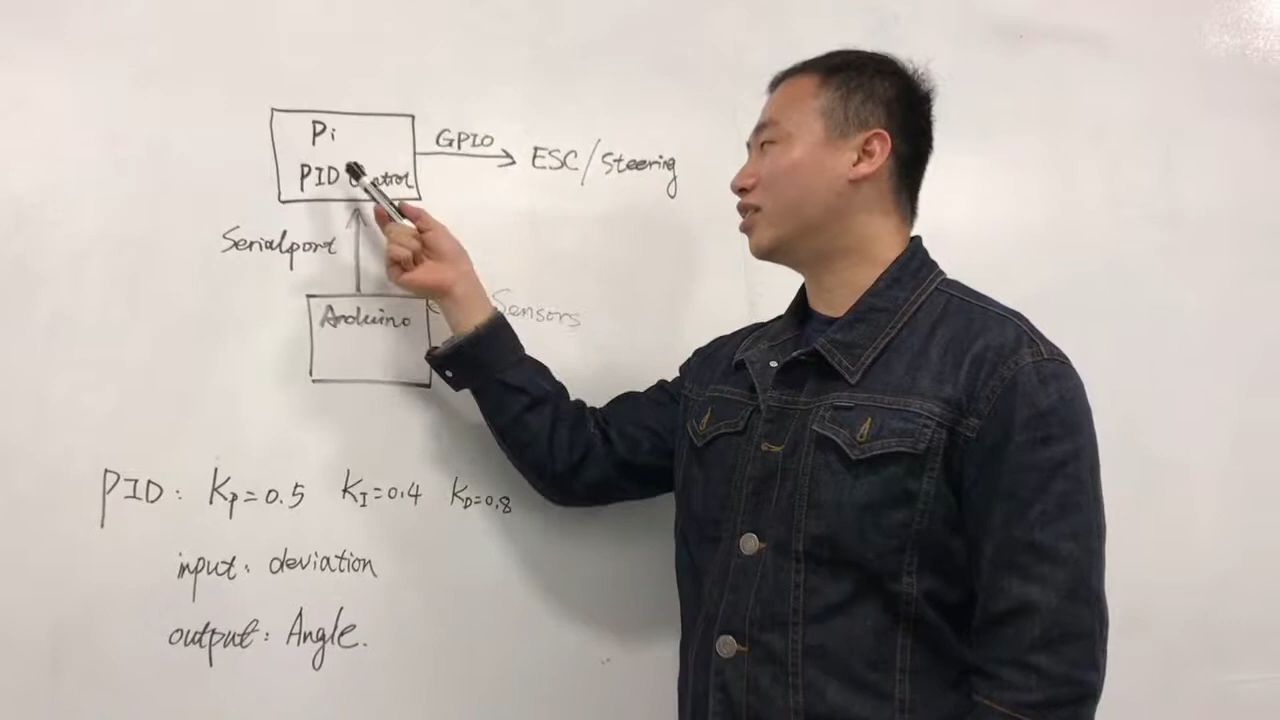 Pi
GPIO
ESC/Steering
PID Control
Serialport
Sensors
Arduino
PID: KP=0.5 KI=0.4 KD=0.8
input: deviation
output: Angle.